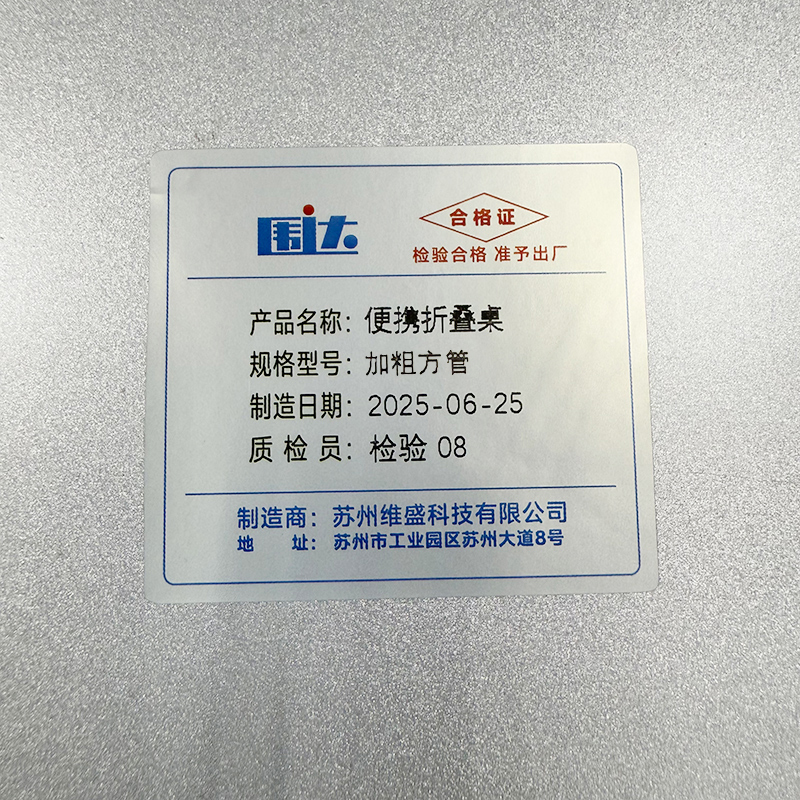 围达
合格证
检验合格 准予出厂
产品名称：便携折叠桌
规格型号：加粗方管
制造日期：2025-06-25
质 检 员：检验 08
制造商：苏州维盛科技有限公司
地 址：苏州市工业园区苏州大道8号